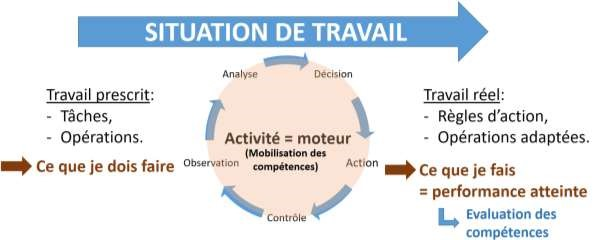 SITUATION DE TRAVAIL
Travail prescrit:
- Tâches,
- Opérations.
Ce que je dois faire
Analyse
Décision
Activité = moteur
(Mobilisation des
compétences)
Observation
Action
Contrôle
Travail réel:
- Règles d'action,
- Opérations adaptées.
Ce que je fais
= performance atteinte
Evaluation des
compétences